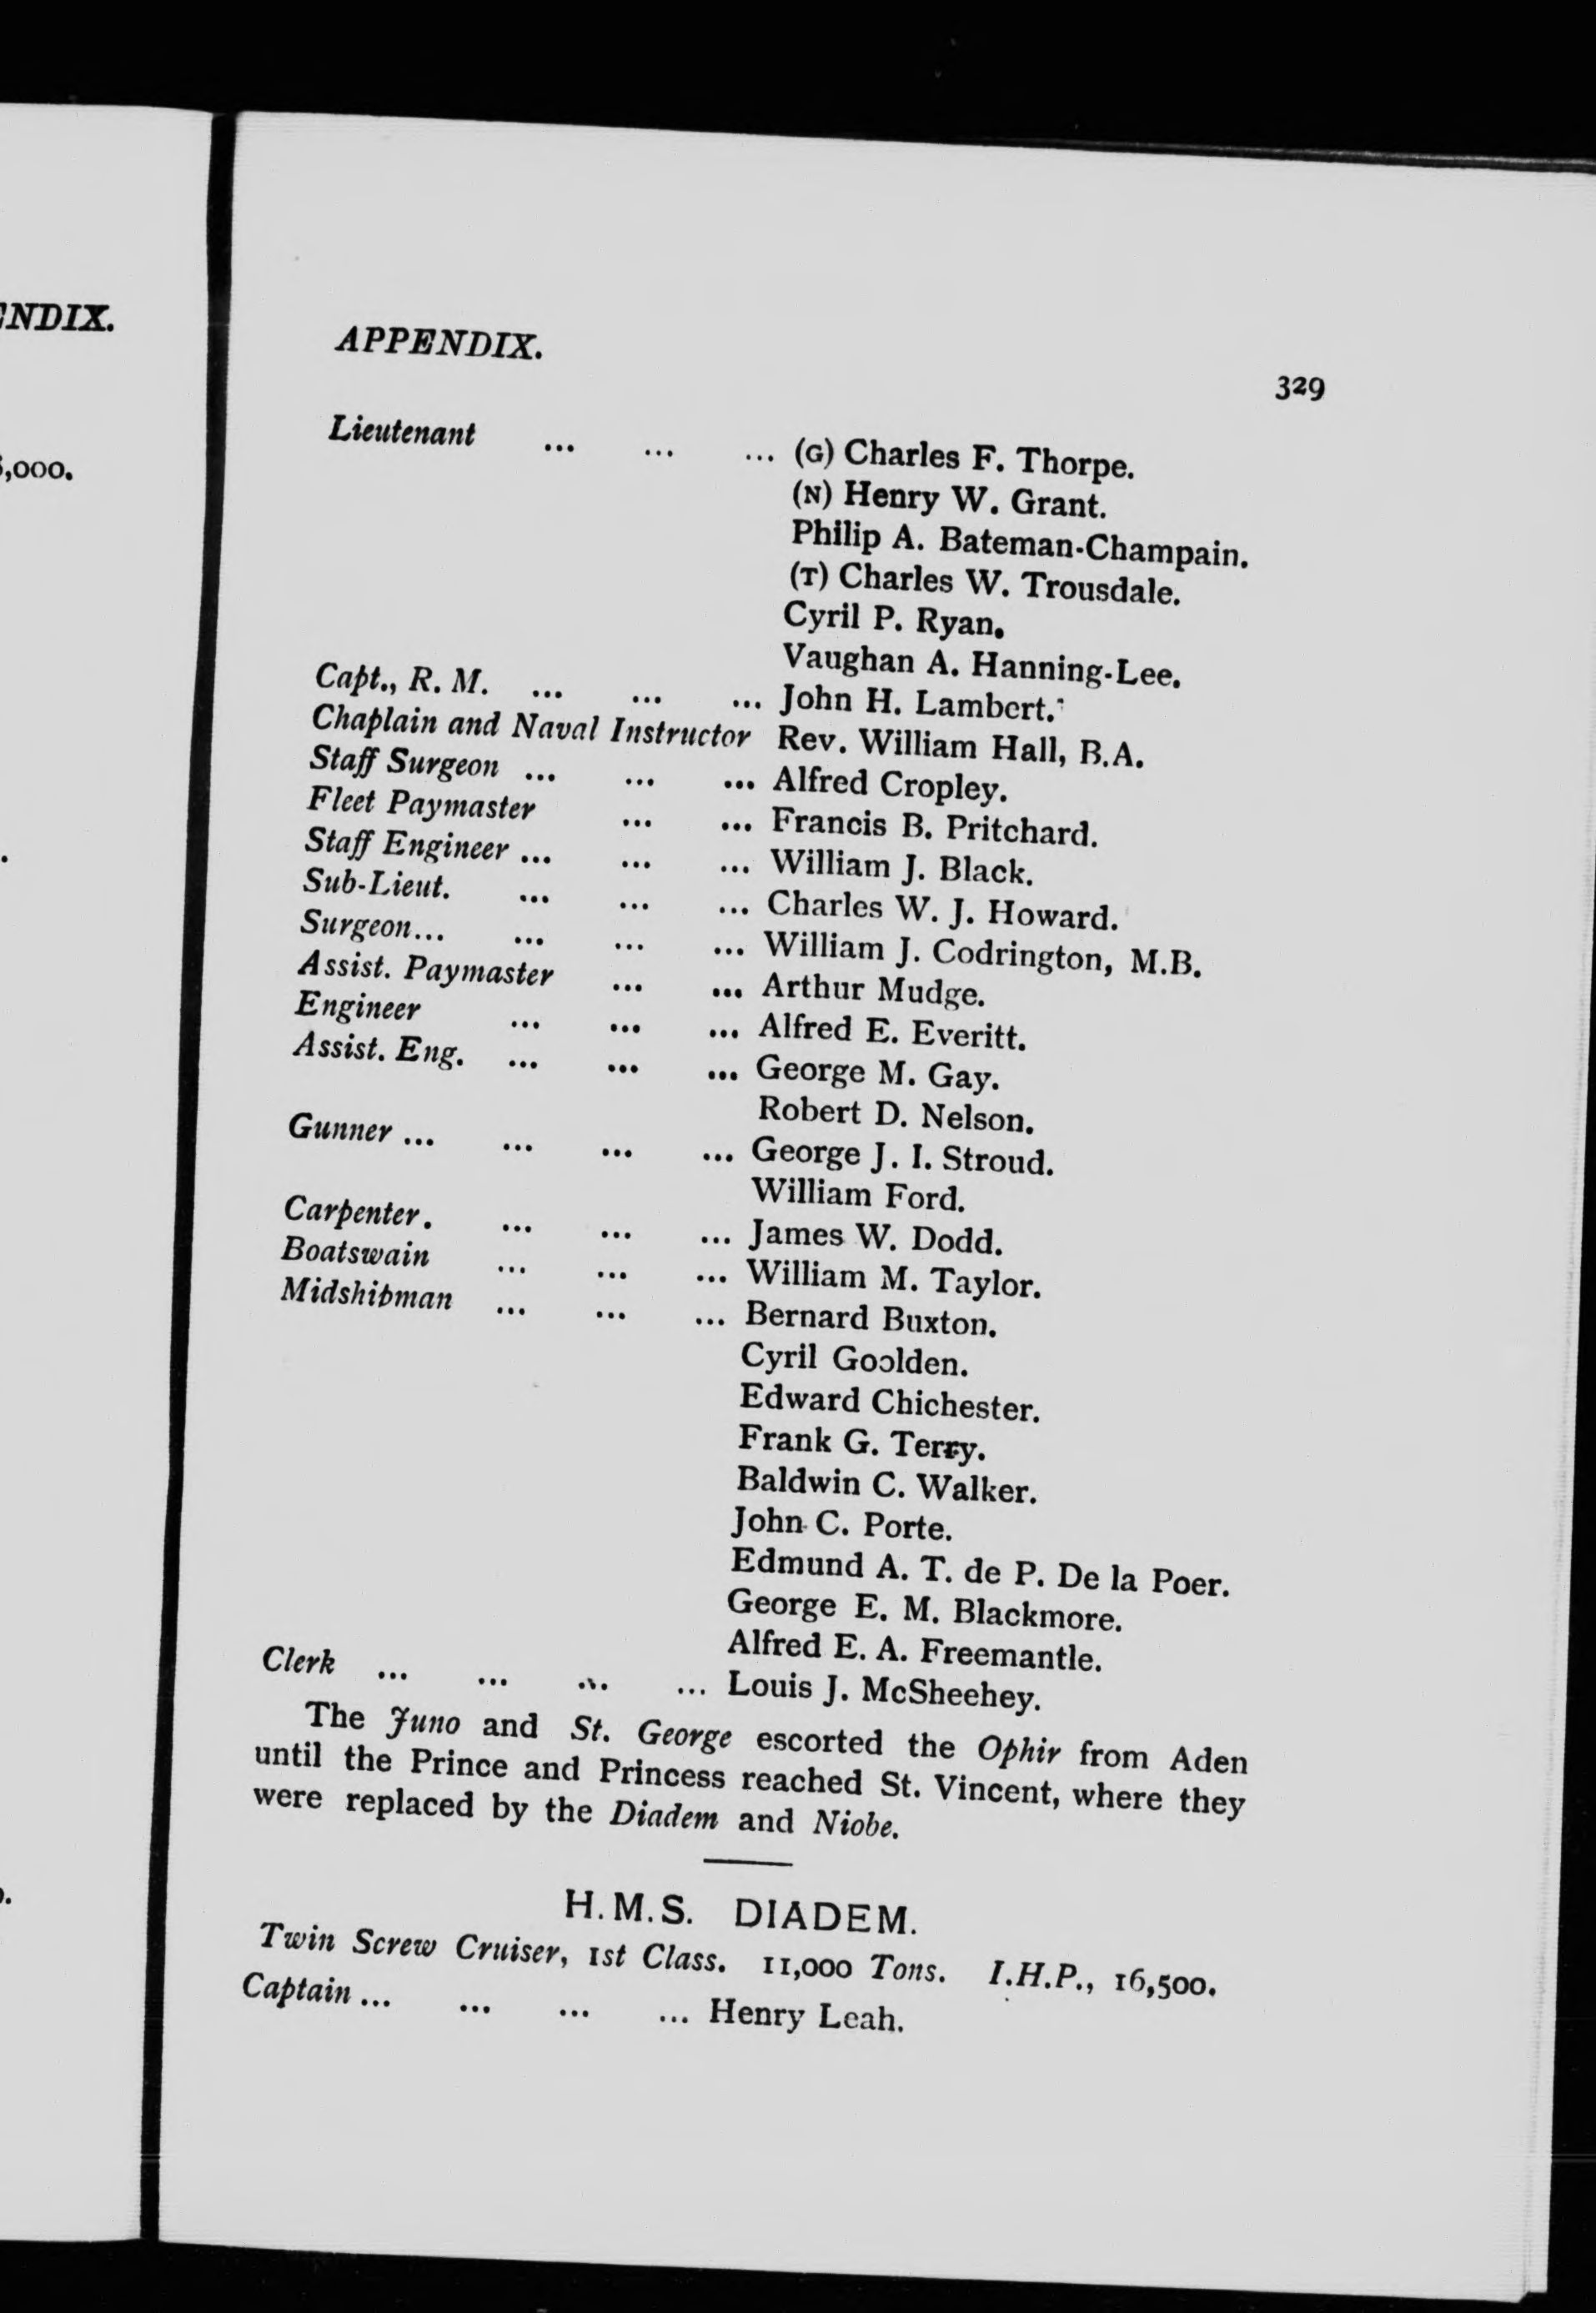 ENDIX.
,000.
APPENDIX.
329
Lieutenant ... ... ... (G) Charles F. Thorpe.
(N) Henry W. Grant.
Philip A. Bateman-Champain.
(T) Charles W. Trousdale.
Cyril P. Ryan.
Vaughan A. Hanning-Lee.
Capt., R. M. ... ... ... John H. Lambert.
Chaplain and Naval Instructor Rev. William Hall, B.A.
Staff Surgeon ... ... ... Alfred Cropley.
Fleet Paymaster ... ... Francis B. Pritchard.
Staff Engineer ... ... ... William J. Black.
Sub-Lieut. ... ... ... Charles W. J. Howard.
Surgeon... ... ... ... William J. Codrington, M.B.
Assist. Paymaster ... ... Arthur Mudge.
Engineer ... ... ... Alfred E. Everitt.
Assist. Eng. ... ... ... George M. Gay.
Robert D. Nelson.
Gunner ... ... ... ... George J. I. Stroud.
William Ford.
Carpenter. ... ... ... James W. Dodd.
Boatswain ... ... ... William M. Taylor.
Midshipman ... ... ... Bernard Buxton.
Cyril Goolden.
Edward Chichester.
Frank G. Terry.
Baldwin C. Walker.
John C. Porte.
Edmund A. T. de P. De la Poer.
George E. M. Blackmore.
Alfred E. A. Freemantle.
Clerk ... ... ... ... Louis J. McSheehey.
The Juno and St. George escorted the Ophir from Aden
until the Prince and Princess reached St. Vincent, where they
were replaced by the Diadem and Niobe.
H.M.S. DIADEM.
Twin Screw Cruiser, 1st Class. 11,000 Tons. I.H.P., 16,500.
Captain ... ... ... ... Henry Leah.